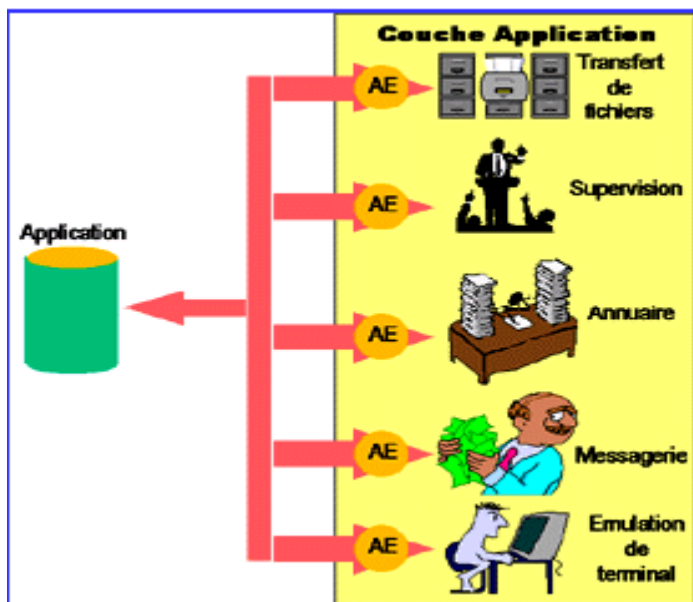 Couche Application
AE
Transfert
de
fichiers
AE
Supervision
Application
AE
Annuaire
AE
Messagerie
AE
Emulation
de
terminal